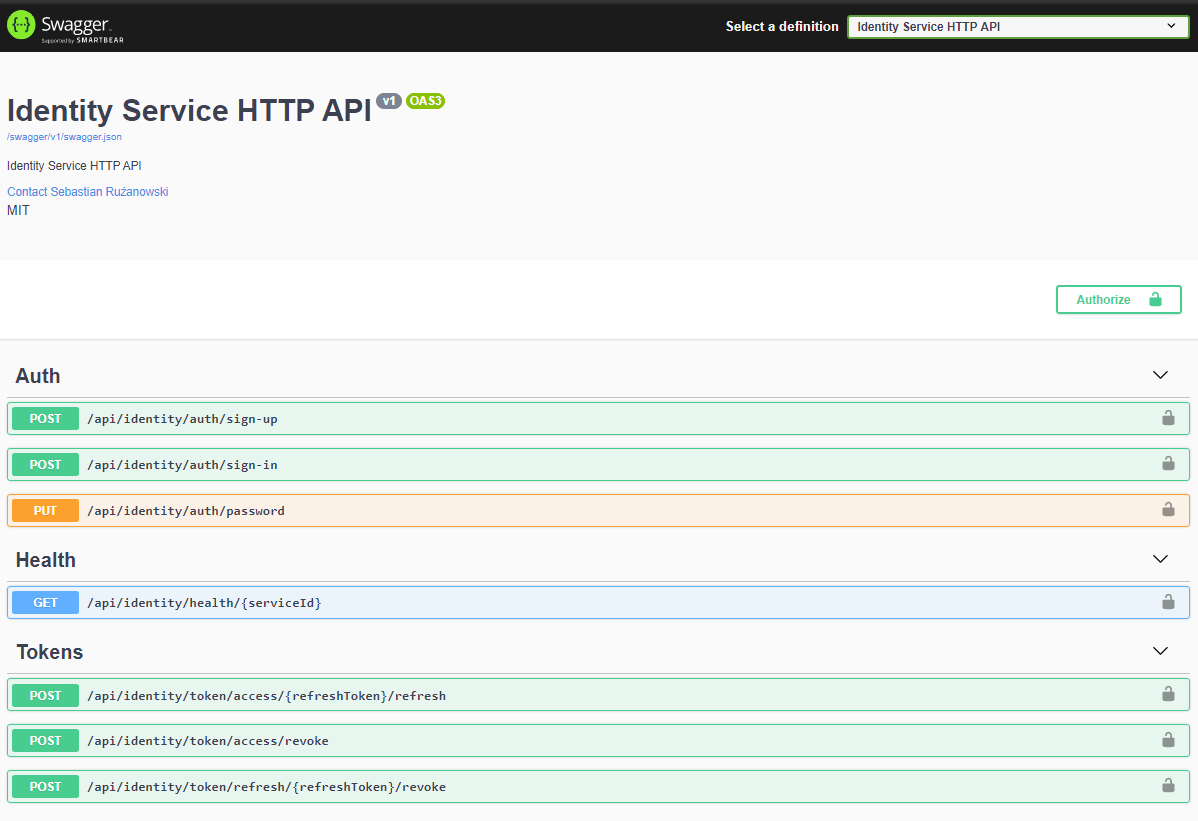 Swagger
Supported by SMARTBEAR
Select a definition
Identity Service HTTP API
Identity Service HTTP API v1 OAS3
/swagger/v1/swagger.json
Identity Service HTTP API
Contact Sebastian Rużanowski
MIT
Authorize
Auth
POST /api/identity/auth/sign-up
POST /api/identity/auth/sign-in
PUT /api/identity/auth/password
Health
GET /api/identity/health/{serviceId}
Tokens
POST /api/identity/token/access/{refreshToken}/refresh
POST /api/identity/token/access/revoke
POST /api/identity/token/refresh/{refreshToken}/revoke